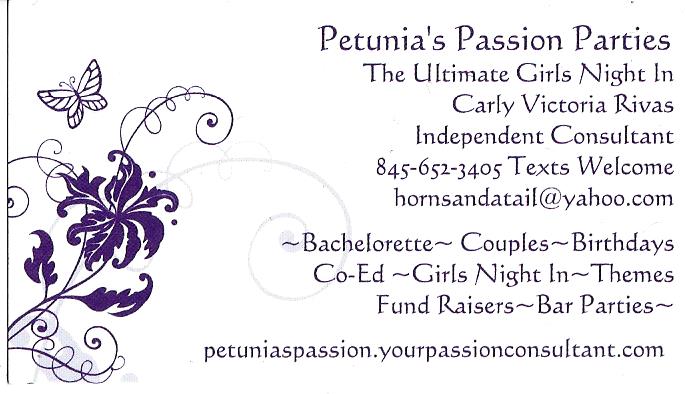 Petunia's Passion Parties
The Ultimate Girls Night In
Carly Victoria Rivas
Independent Consultant
845-652-3405 Texts Welcome
hornsandatail@yahoo.com
~Bachelorette~ Couples~Birthdays
Co-Ed ~Girls Night In~Themes
Fund Raisers~Bar Parties~
petuniaspassion.yourpassionconsultant.com